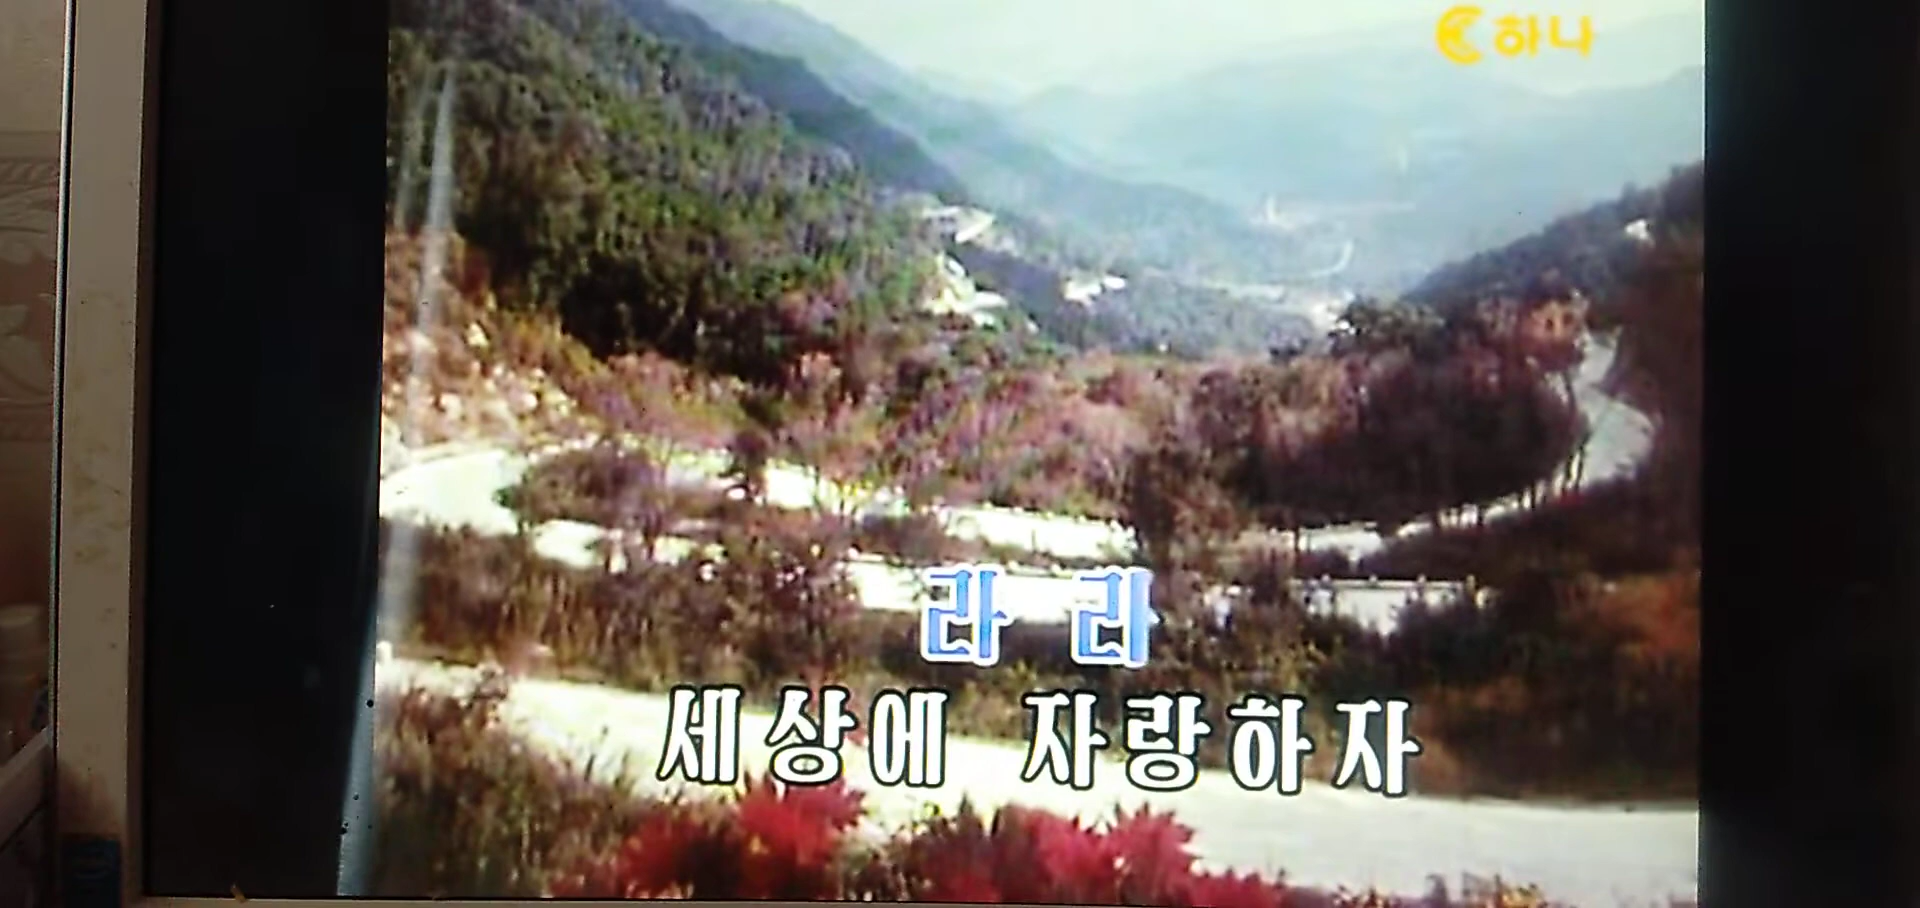 하나
라 라
세상에 자랑하자